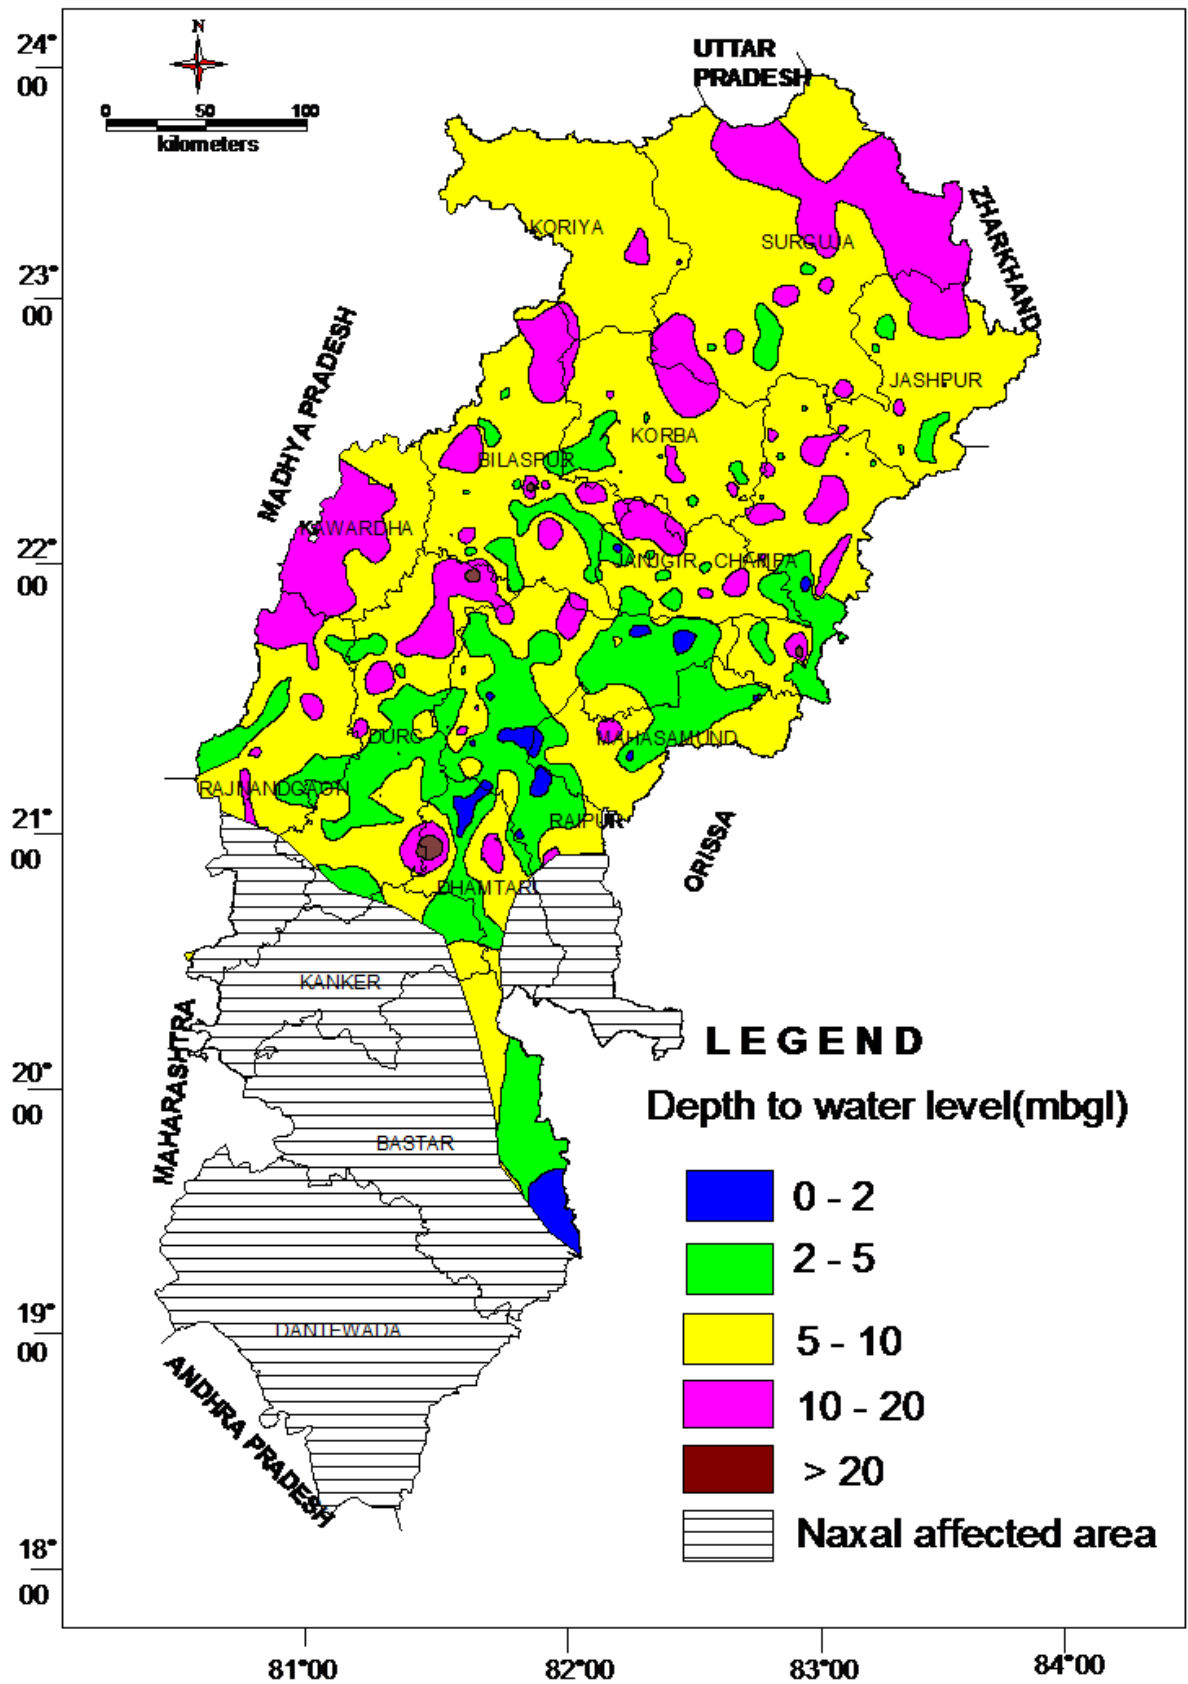 24°
00
N
0 50 100
kilometers
UTTAR
PRADESH
ZHARKHAND
KORIYA
SURGUJA
23°
00
MADHYA PRADESH
JASHPUR
KORBA
BILASPUR
KAWARDHA
22°
00
JANJGIR CHAMPA
DURG
MAHASAMUND
RAJNANDGAON
21°
00
RAIPUR
ORISSA
DHAMTARI
KANKER
MAHARASHTRA
LEGEND
20°
00
Depth to water level(mbgl)
BASTAR
0 - 2
2 - 5
19°
00
DANTEWADA
5 - 10
ANDHRA PRADESH
10 - 20
> 20
Naxal affected area
18°
00
81°00 82°00 83°00 84°00